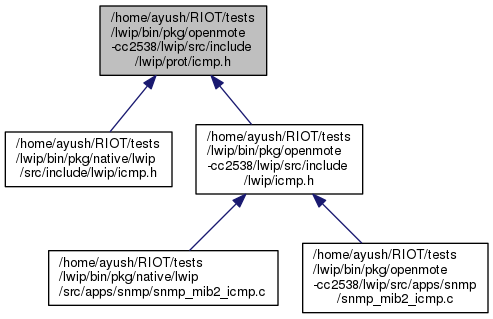 /home/ayush/RIOT/tests
/lwip/bin/pkg/openmote
-cc2538/lwip/src/include
/lwip/prot/icmp.h
/home/ayush/RIOT/tests
/lwip/bin/pkg/native/lwip
/src/include/lwip/icmp.h
/home/ayush/RIOT/tests
/lwip/bin/pkg/openmote
-cc2538/lwip/src/include
/lwip/icmp.h
/home/ayush/RIOT/tests
/lwip/bin/pkg/native/lwip
/src/apps/snmp/snmp_mib2_icmp.c
/home/ayush/RIOT/tests
/lwip/bin/pkg/openmote
-cc2538/lwip/src/apps/snmp
/snmp_mib2_icmp.c